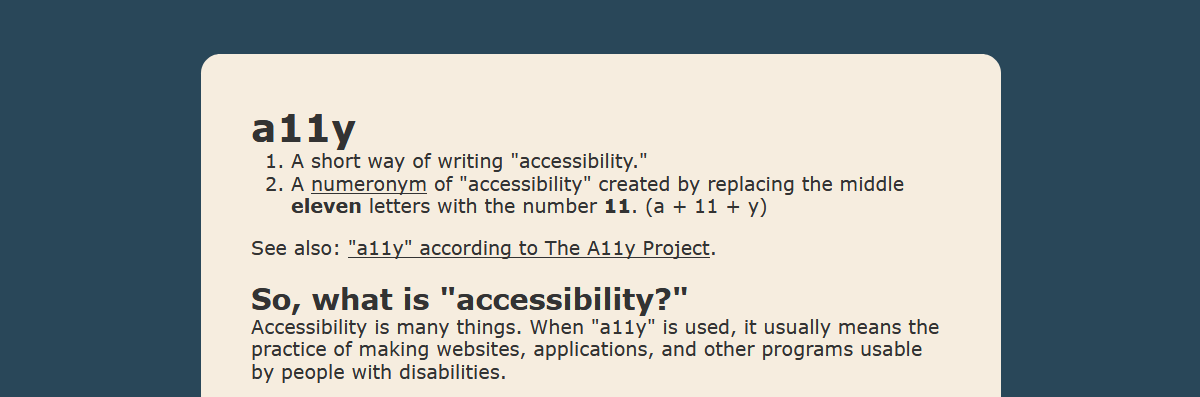 a11y
1. A short way of writing "accessibility."
2. A numeronym of "accessibility" created by replacing the middle
eleven letters with the number 11. (a + 11 + y)
See also: "a11y" according to The A11y Project.
So, what is "accessibility?"
Accessibility is many things. When "a11y" is used, it usually means the
practice of making websites, applications, and other programs usable
by people with disabilities.